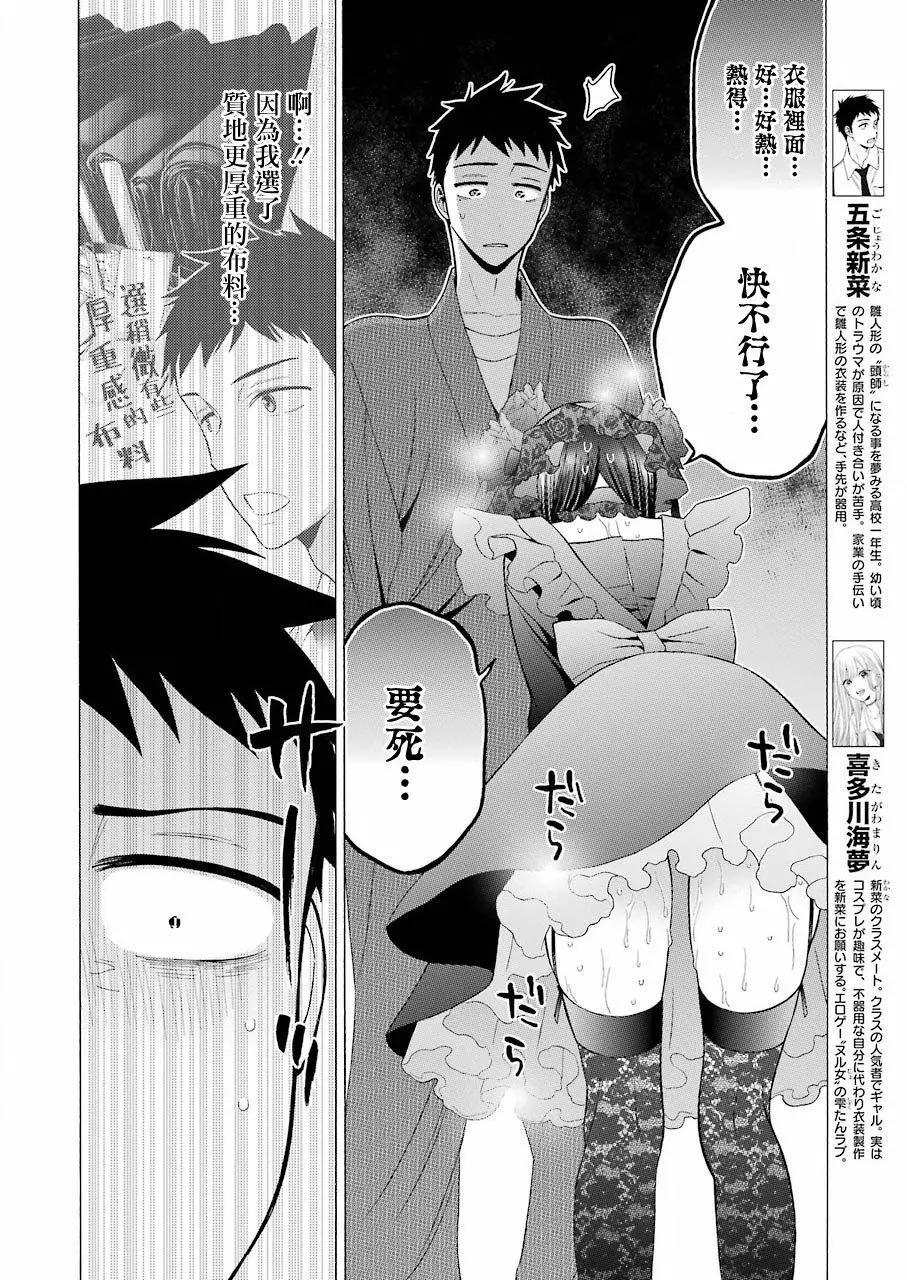 五条新菜
ごじょうわかな
雛人形の〝頭師〟になる事を夢みる高校一年生。幼い頃
のトラウマが原因で人付き合いが苦手。家業の手伝い
で雛人形の衣装を作るなど、手先が器用。
喜多川海夢
きたがわまりん
新菜のクラスメート。クラスの人気者でギャル。実は
わかな
コスプレが趣味で、不器用な自分に代わり衣装製作
を新菜にお願いする。エロゲー〝ヌル女〟の雫たんラブ。
衣服裡面…
好…好熱…
熱得…
快不行了…
要死…
だら
だら
啊…!!
因為我選了
質地更厚重的布料…
選稍微有些
厚重感的
布料
サッ